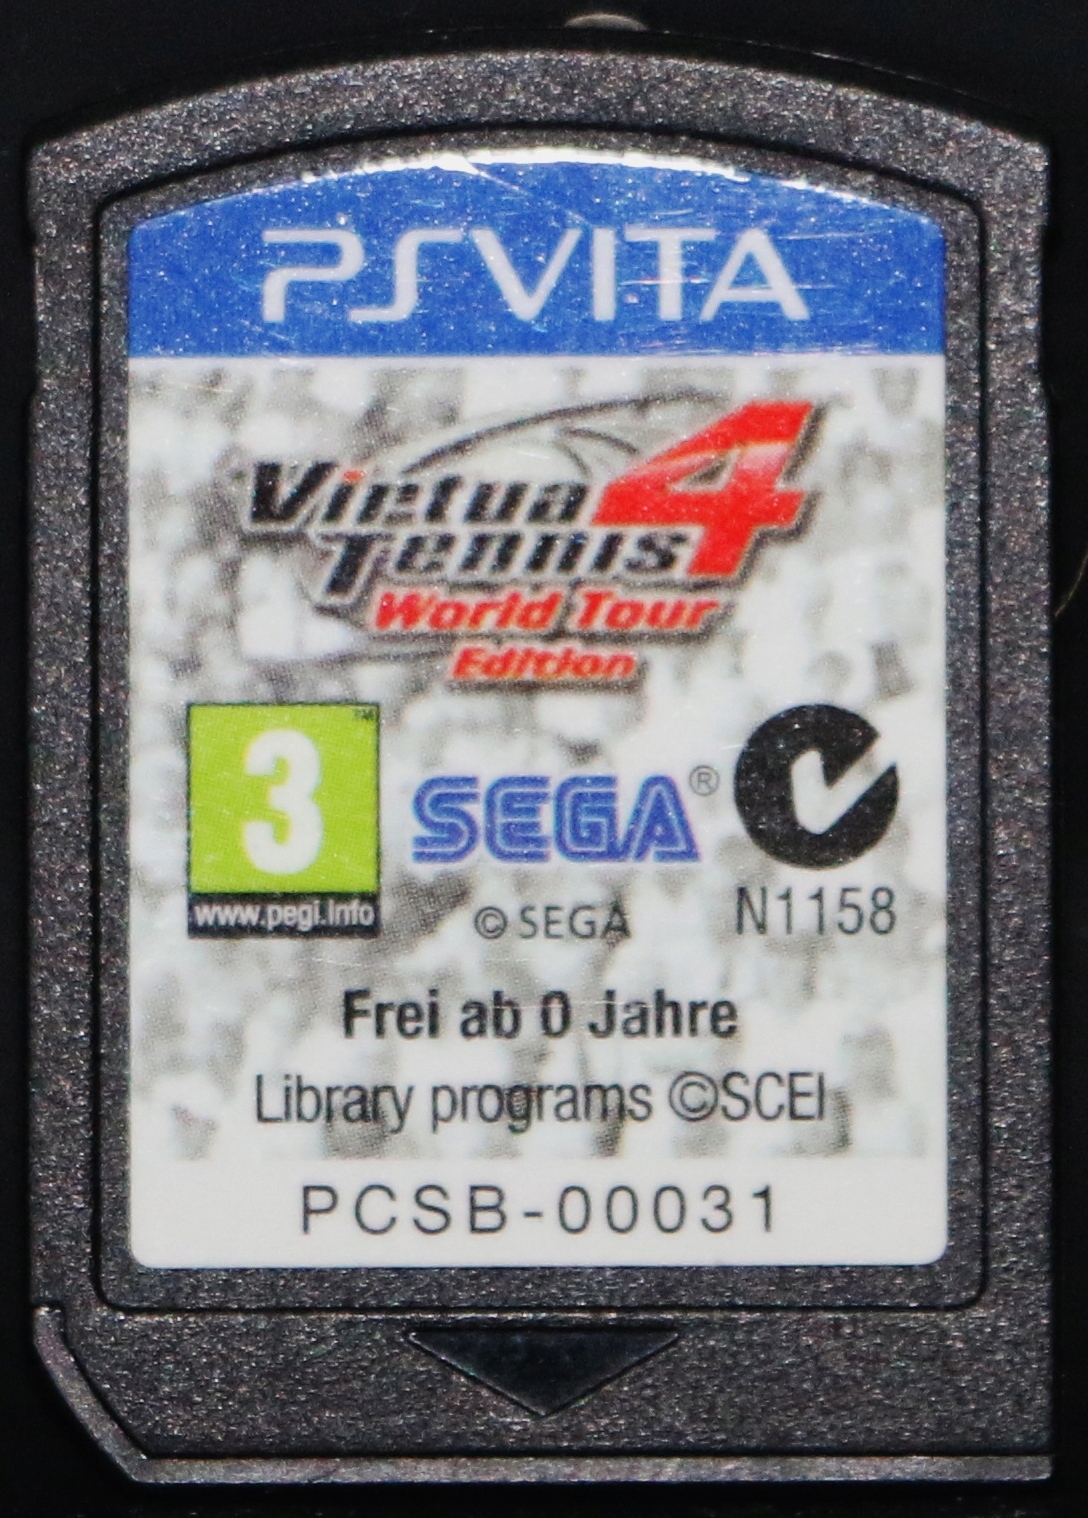 PSVITA
Virtua
Tennis 4
World Tour
Edition
3 ™
www.pegi.info
SEGA®
© SEGA
N1158
Frei ab 0 Jahre
Library programs ©SCEI
PCSB-00031